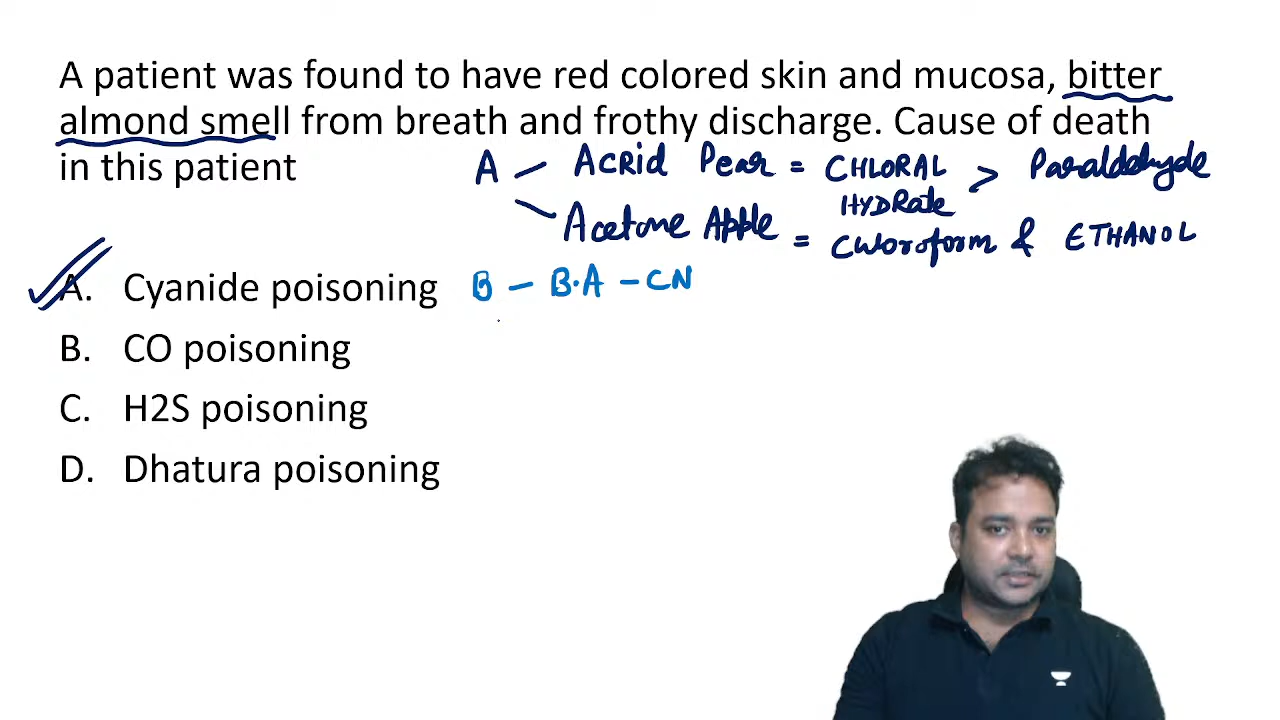 A patient was found to have red colored skin and mucosa, bitter
almond smell from breath and frothy discharge. Cause of death
in this patient
A - ACRID Pear = CHLORAL HYDRate > Paraldehyde
Acetone Apple = Chloroform & ETHANOL
A. Cyanide poisoning B - B.A - CN
B. CO poisoning
C. H2S poisoning
D. Dhatura poisoning